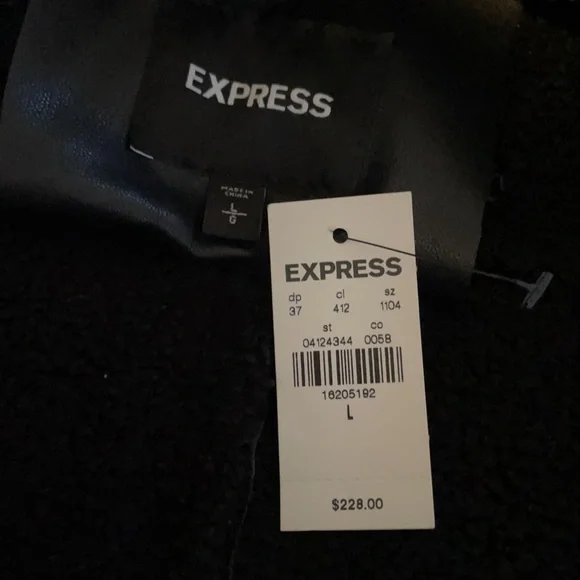 EXPRESS
MADE IN
CHINA
L
G
EXPRESS
dp cl sz
37 412 1104
st co
04124344 0058
16205192
L
$228.00